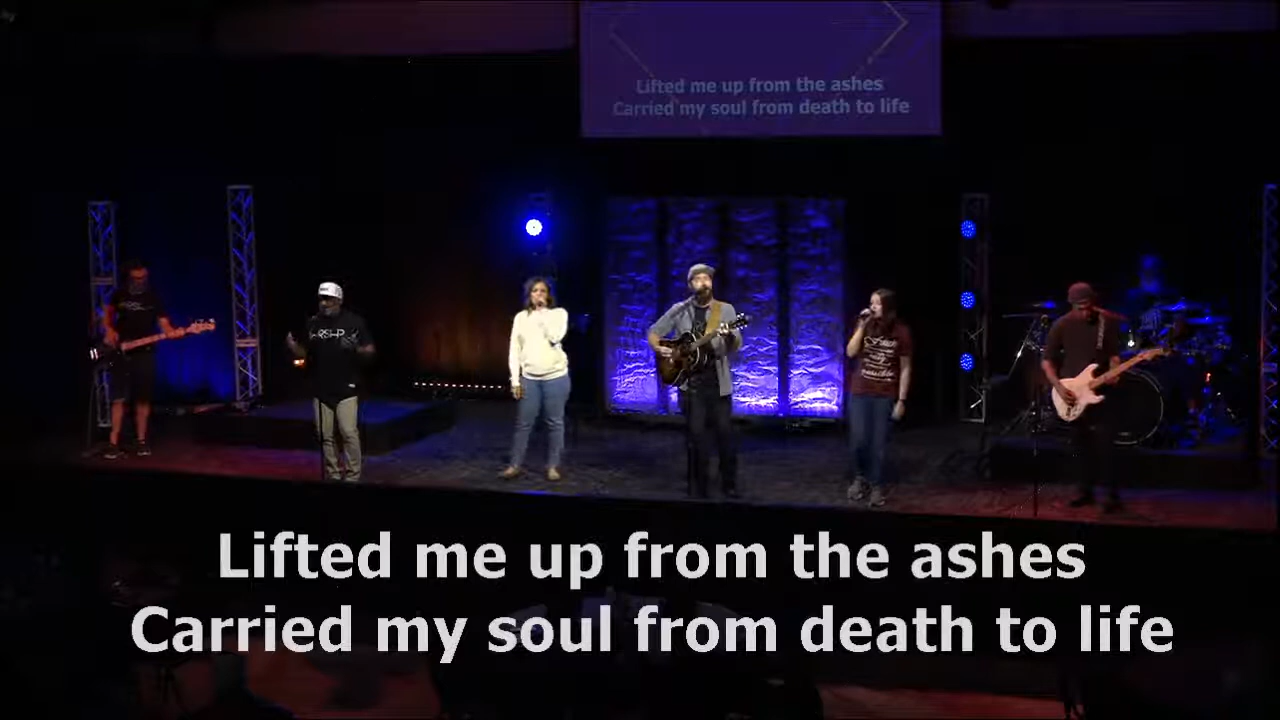 Lifted me up from the ashes
Carried my soul from death to life
Lifted me up from the ashes
Carried my soul from death to life